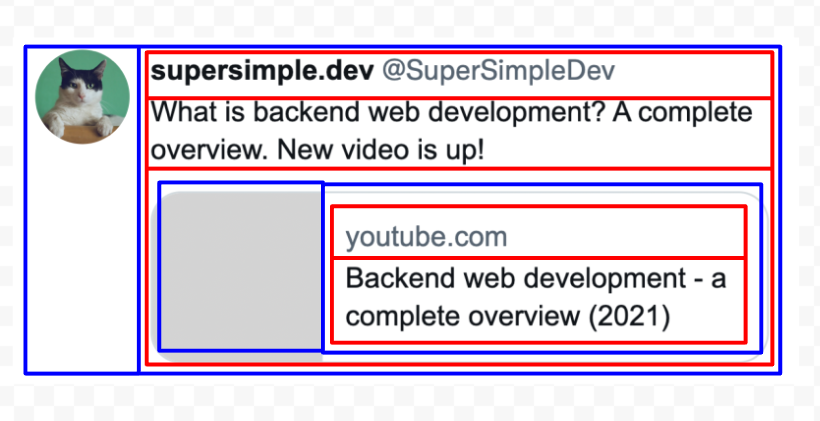 supersimple.dev @SuperSimpleDev
What is backend web development? A complete
overview. New video is up!
youtube.com
Backend web development - a
complete overview (2021)